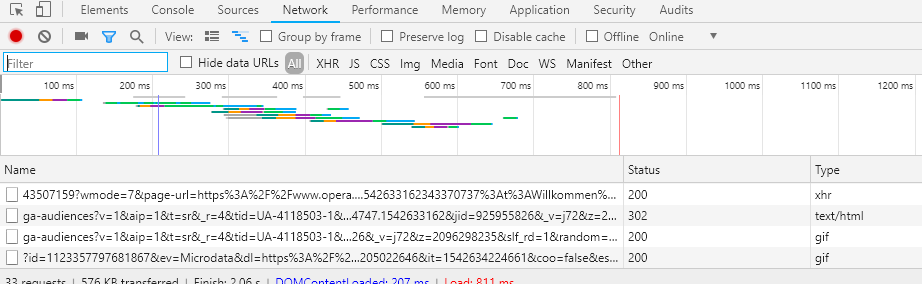 Elements Console Sources Network Performance Memory Application Security Audits
View: Group by frame Preserve log Disable cache Offline Online
Filter Hide data URLs All XHR JS CSS Img Media Font Doc WS Manifest Other
100 ms 200 ms 300 ms 400 ms 500 ms 600 ms 700 ms 800 ms 900 ms 1000 ms 1100 ms 1200 ms
Name Status Type
43507159?wmode=7&page-url=https%3A%2F%2Fwww.opera....542633162343370737%3At%3AWillkommen%... 200 xhr
ga-audiences?v=1&aip=1&t=sr&_r=4&tid=UA-4118503-1&...4747.1542633162&jid=925955826&_v=j72&z=2... 302 text/html
ga-audiences?v=1&aip=1&t=sr&_r=4&tid=UA-4118503-1&...26&_v=j72&z=2096298235&slf_rd=1&random=... 200 gif
?id=1123357797681867&ev=Microdata&dl=https%3A%2F%2...205022646&it=1542634224661&coo=false&es... 200 gif
33 requests | 576 KB transferred | Finish: 2.06 s | DOMContentLoaded: 207 ms | Load: 811 ms